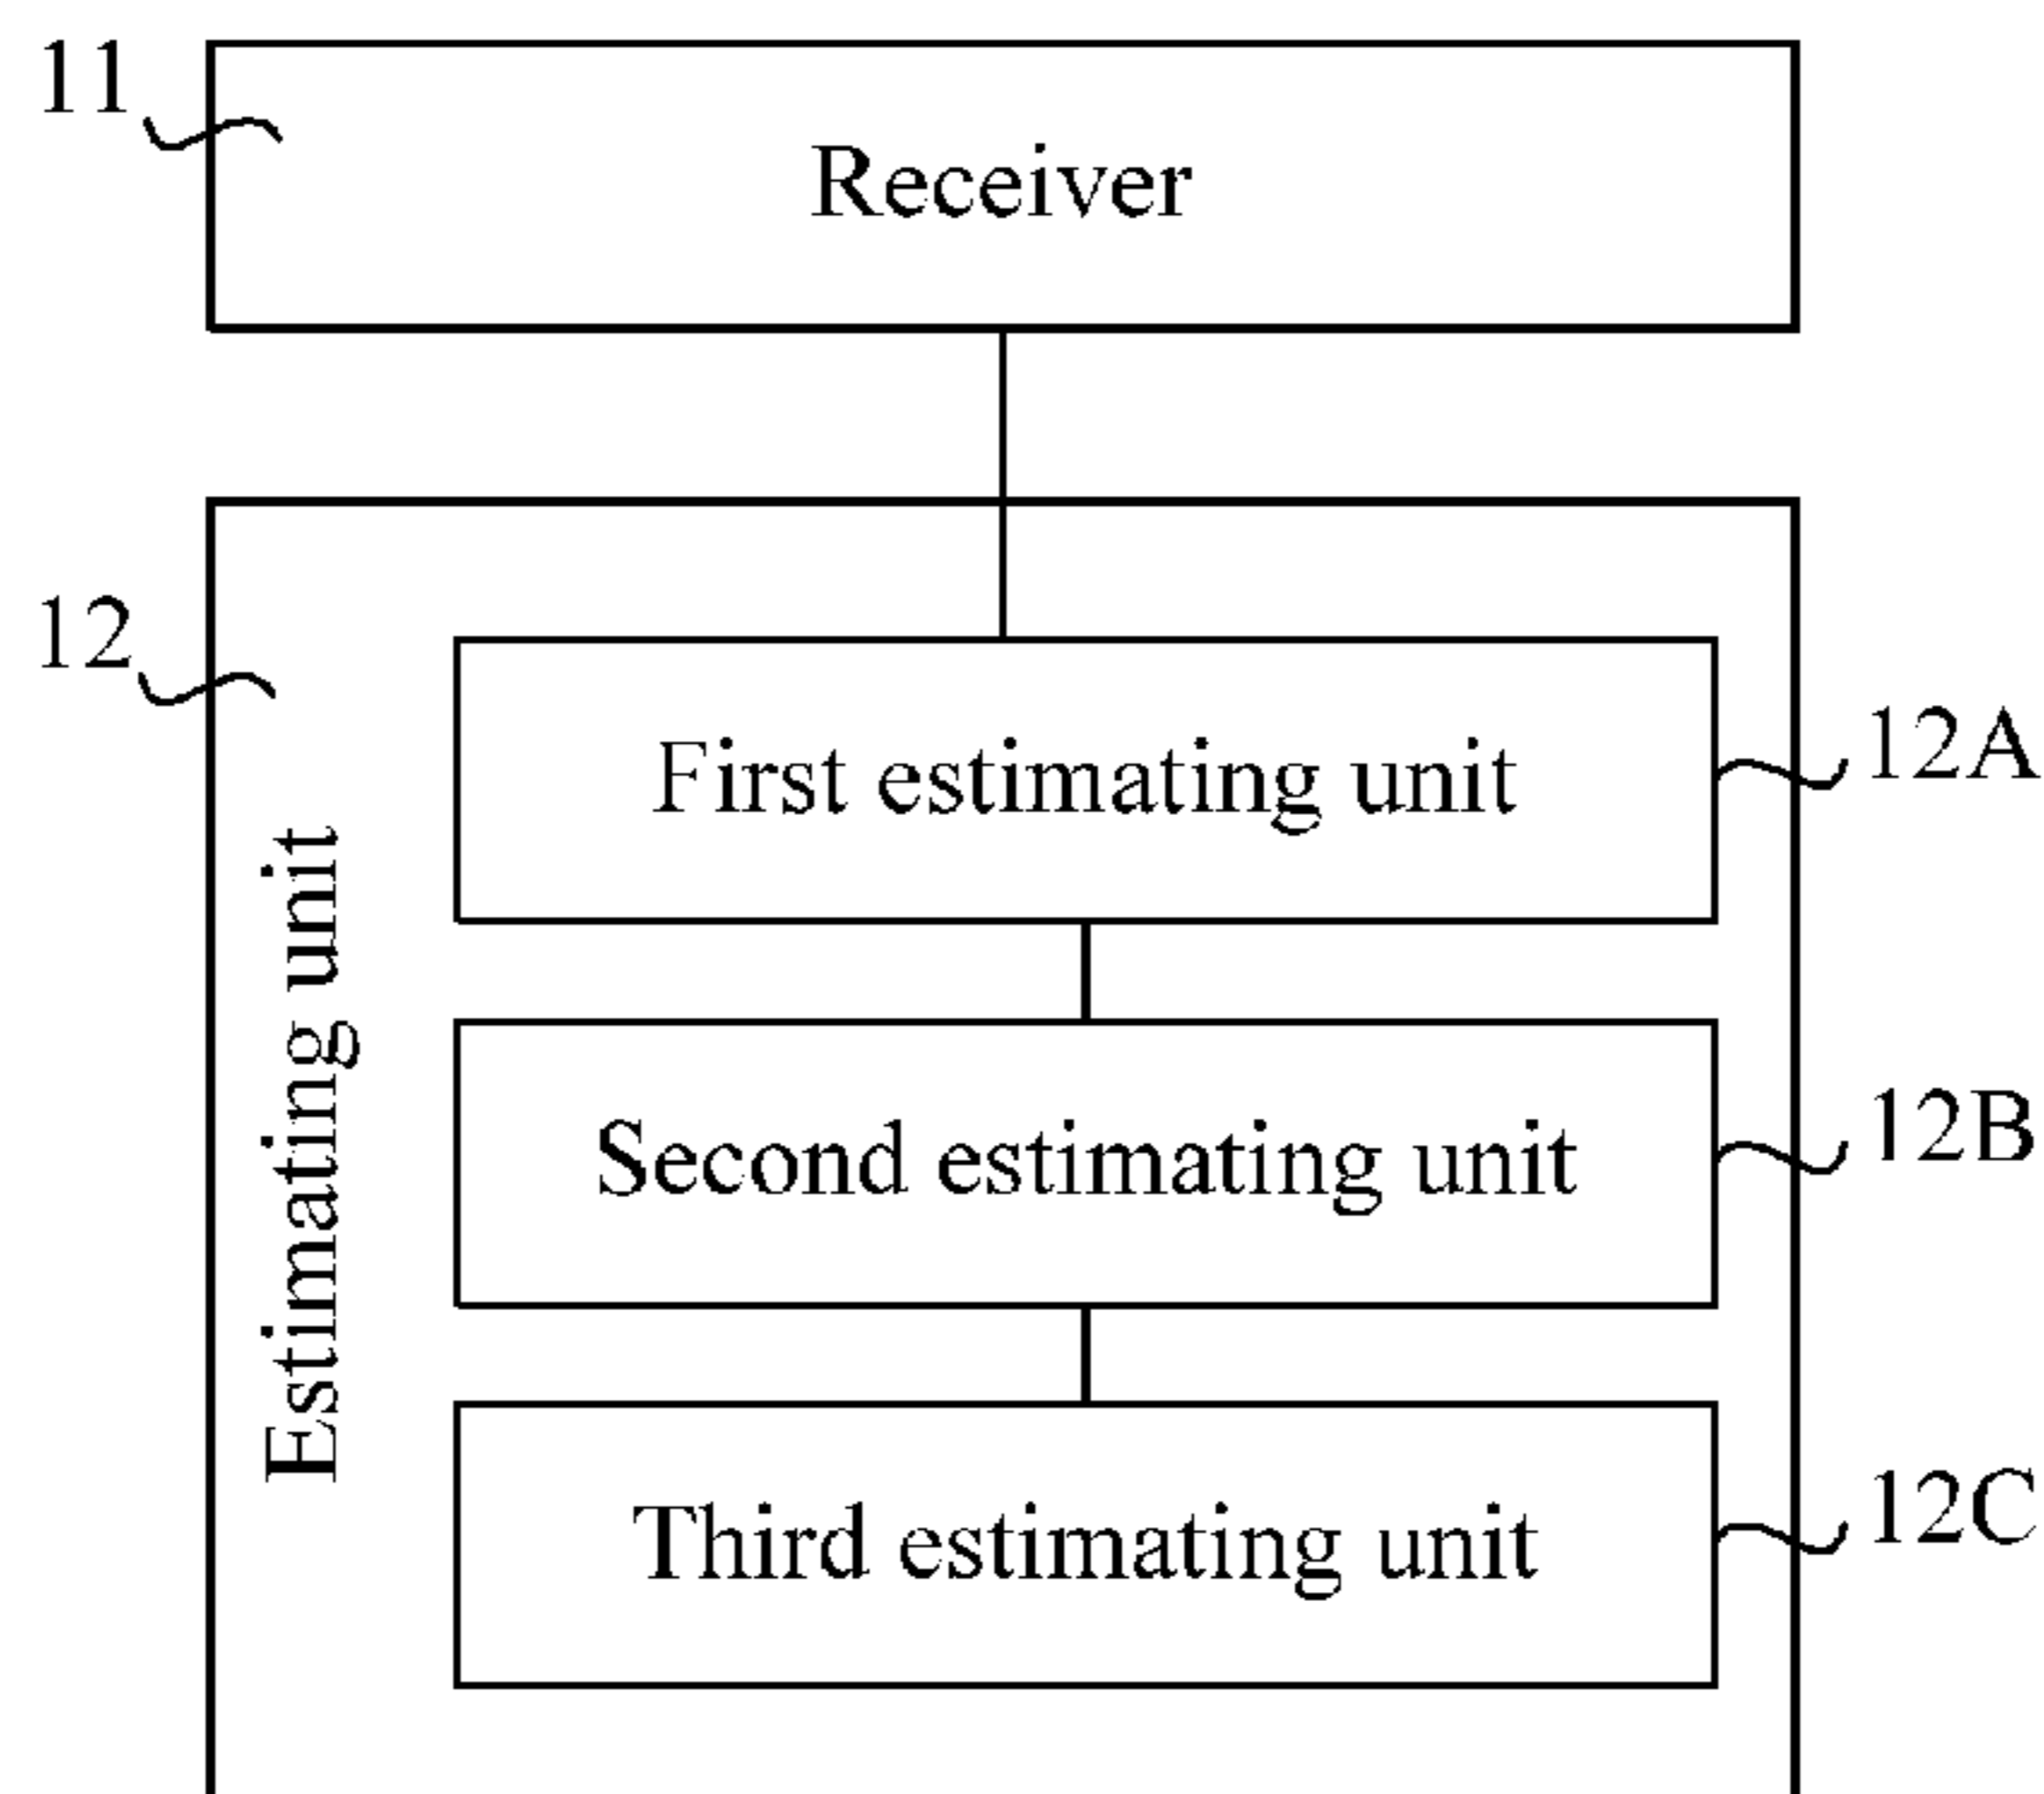 11
Receiver
12
Estimating unit
First estimating unit
12A
Second estimating unit
12B
Third estimating unit
12C